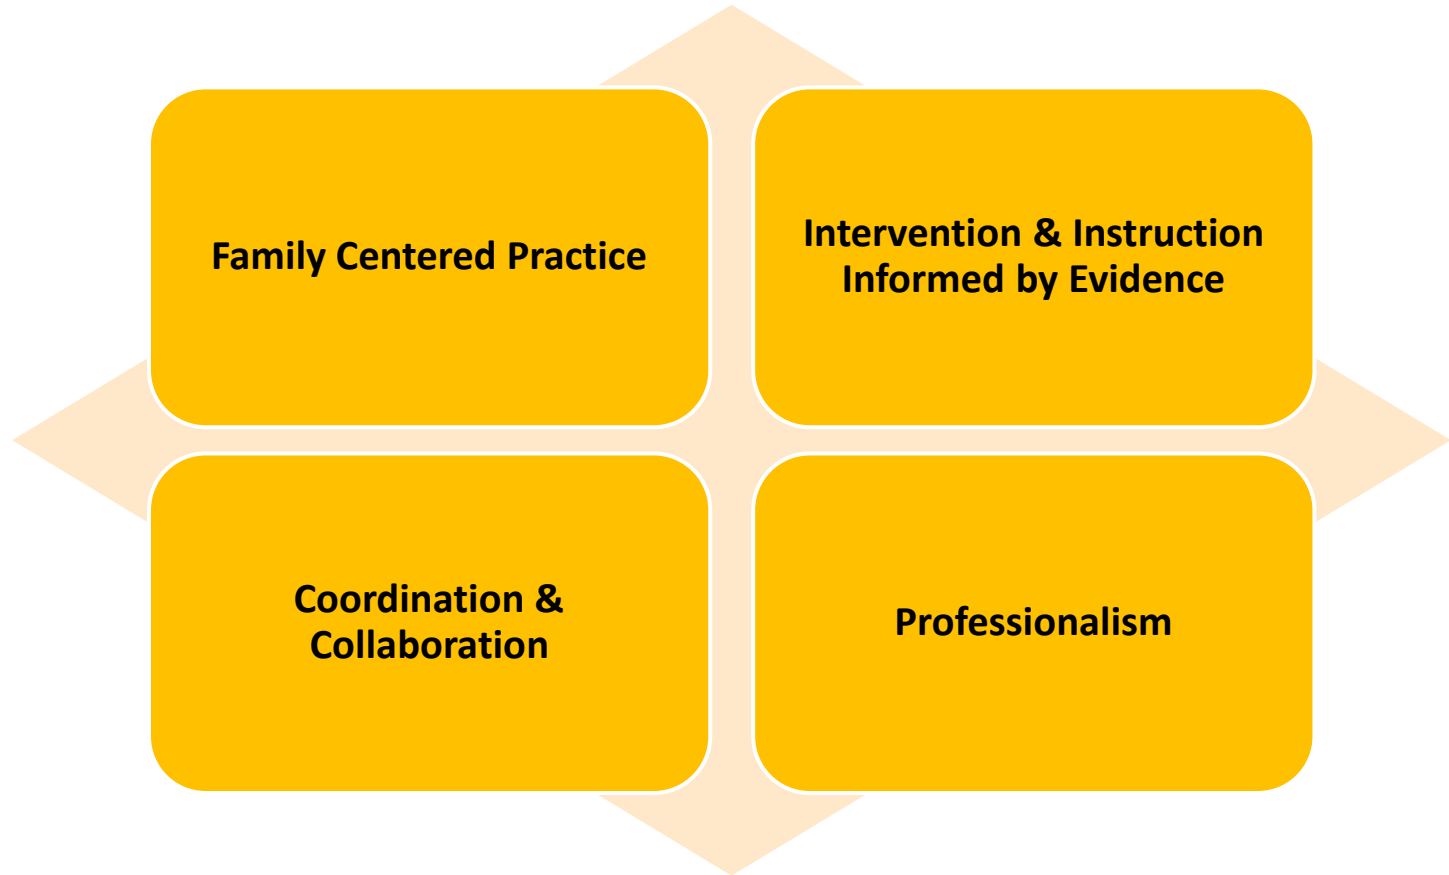 Family Centered Practice
Intervention & Instruction
Informed by Evidence
Coordination &
Collaboration
Professionalism